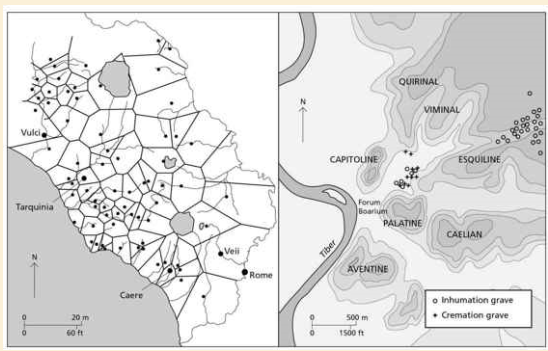 Vulci
Tarquinia
Veii
Rome
Caere
N
0 20 m
0 60 ft
QUIRINAL
VIMINAL
N
CAPITOLINE
ESQUILINE
Forum
Boarium
PALATINE
CAELIAN
Tiber
AVENTINE
Inhumation grave
Cremation grave
0 500 m
0 1500 ft